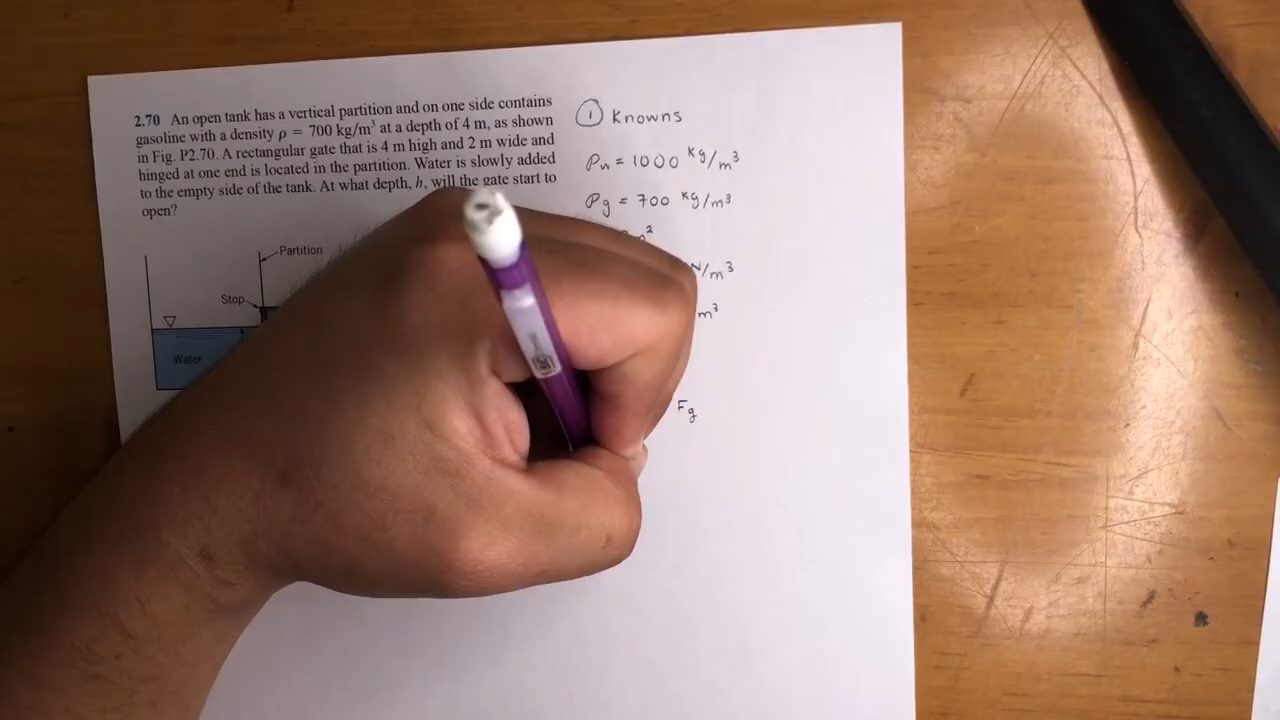 2.70 An open tank has a vertical partition and on one side contains
gasoline with a density ρ = 700 kg/m³ at a depth of 4 m, as shown
in Fig. P2.70. A rectangular gate that is 4 m high and 2 m wide and
hinged at one end is located in the partition. Water is slowly added
to the empty side of the tank. At what depth, h, will the gate start to
open?
Partition
Stop
Water
① Knowns
ρw = 1000 kg/m³
ρg = 700 kg/m³
N/m³
m³
Fg